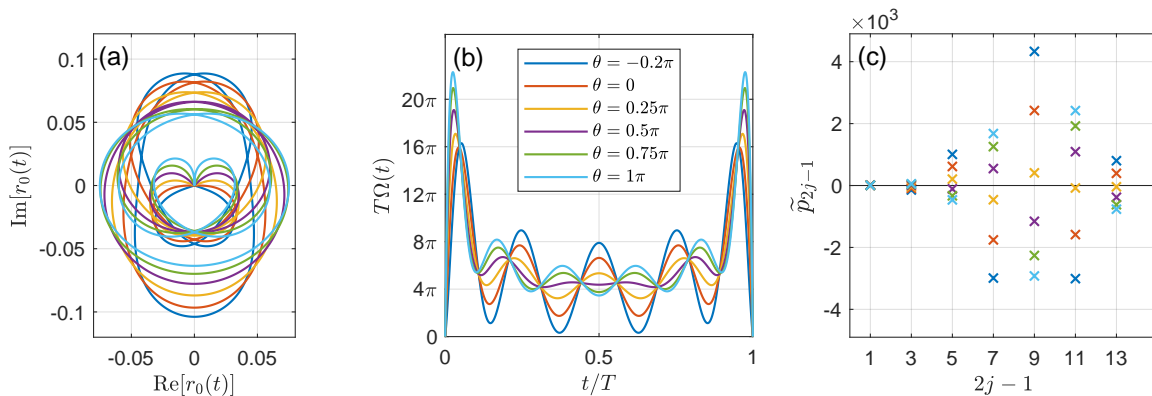 (a)
0.1
0.05
0
-0.05
-0.1
Im[r₀(t)]
-0.05 0 0.05
Re[r₀(t)]
(b)
θ = −0.2π
θ = 0
θ = 0.25π
θ = 0.5π
θ = 0.75π
θ = 1π
20π
16π
12π
8π
4π
0
TΩ(t)
0 0.5 1
t/T
×10³
(c)
4
2
0
-2
-4
p̃₂ⱼ₋₁
1 3 5 7 9 11 13
2j − 1